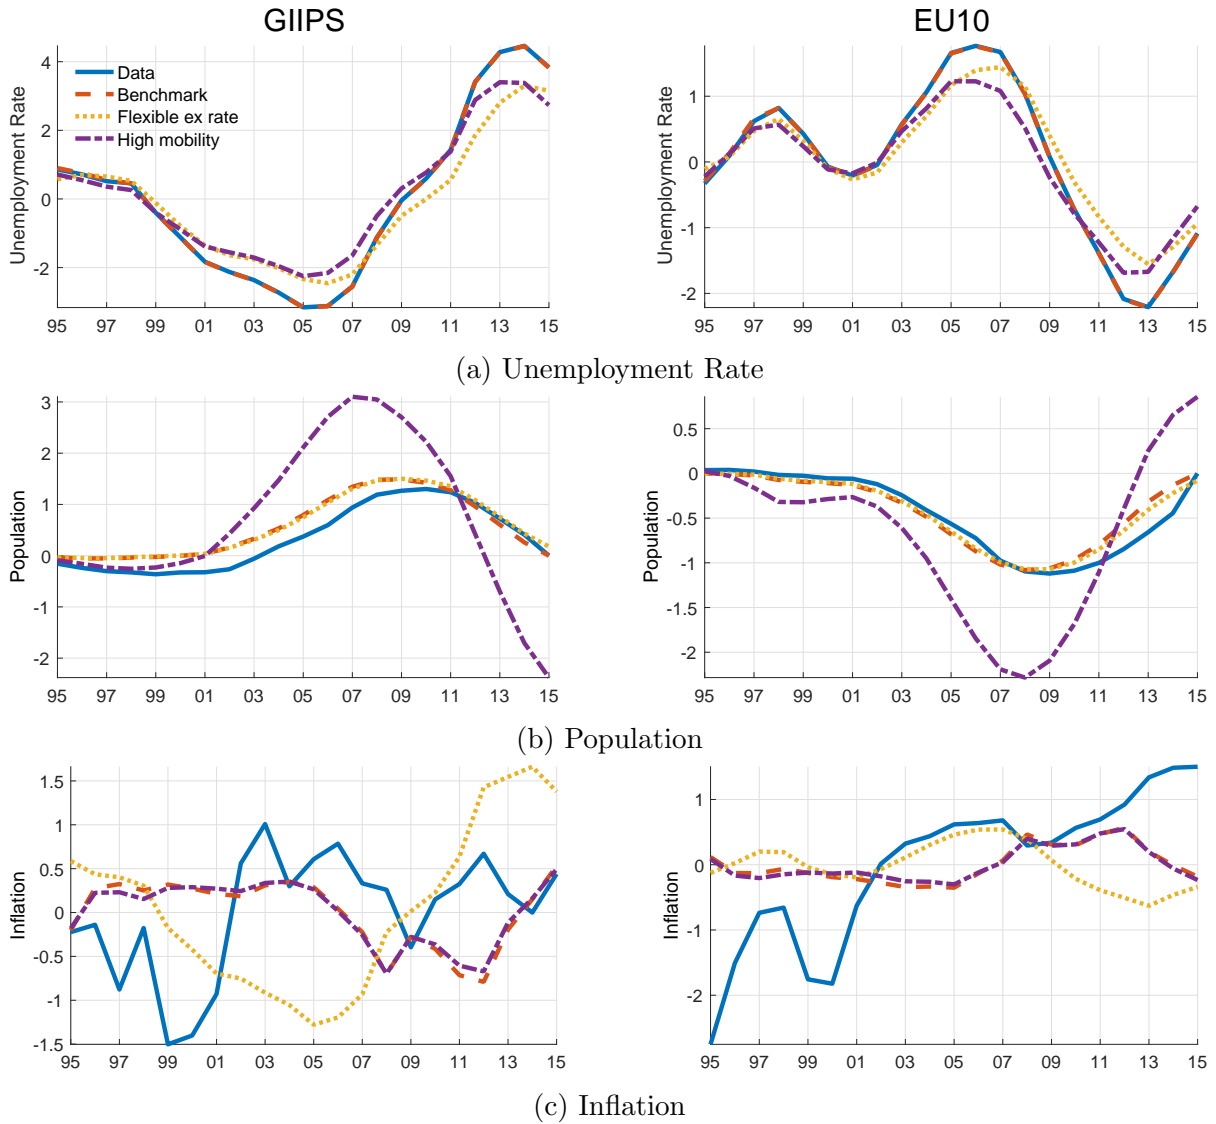 GIIPS
EU10
Unemployment Rate
4
2
0
-2
Data
Benchmark
Flexible ex rate
High mobility
95 97 99 01 03 05 07 09 11 13 15
Unemployment Rate
1
0
-1
-2
95 97 99 01 03 05 07 09 11 13 15
(a) Unemployment Rate
Population
3
2
1
0
-1
-2
95 97 99 01 03 05 07 09 11 13 15
Population
0.5
0
-0.5
-1
-1.5
-2
95 97 99 01 03 05 07 09 11 13 15
(b) Population
Inflation
1.5
1
0.5
0
-0.5
-1
-1.5
95 97 99 01 03 05 07 09 11 13 15
Inflation
1
0
-1
-2
95 97 99 01 03 05 07 09 11 13 15
(c) Inflation